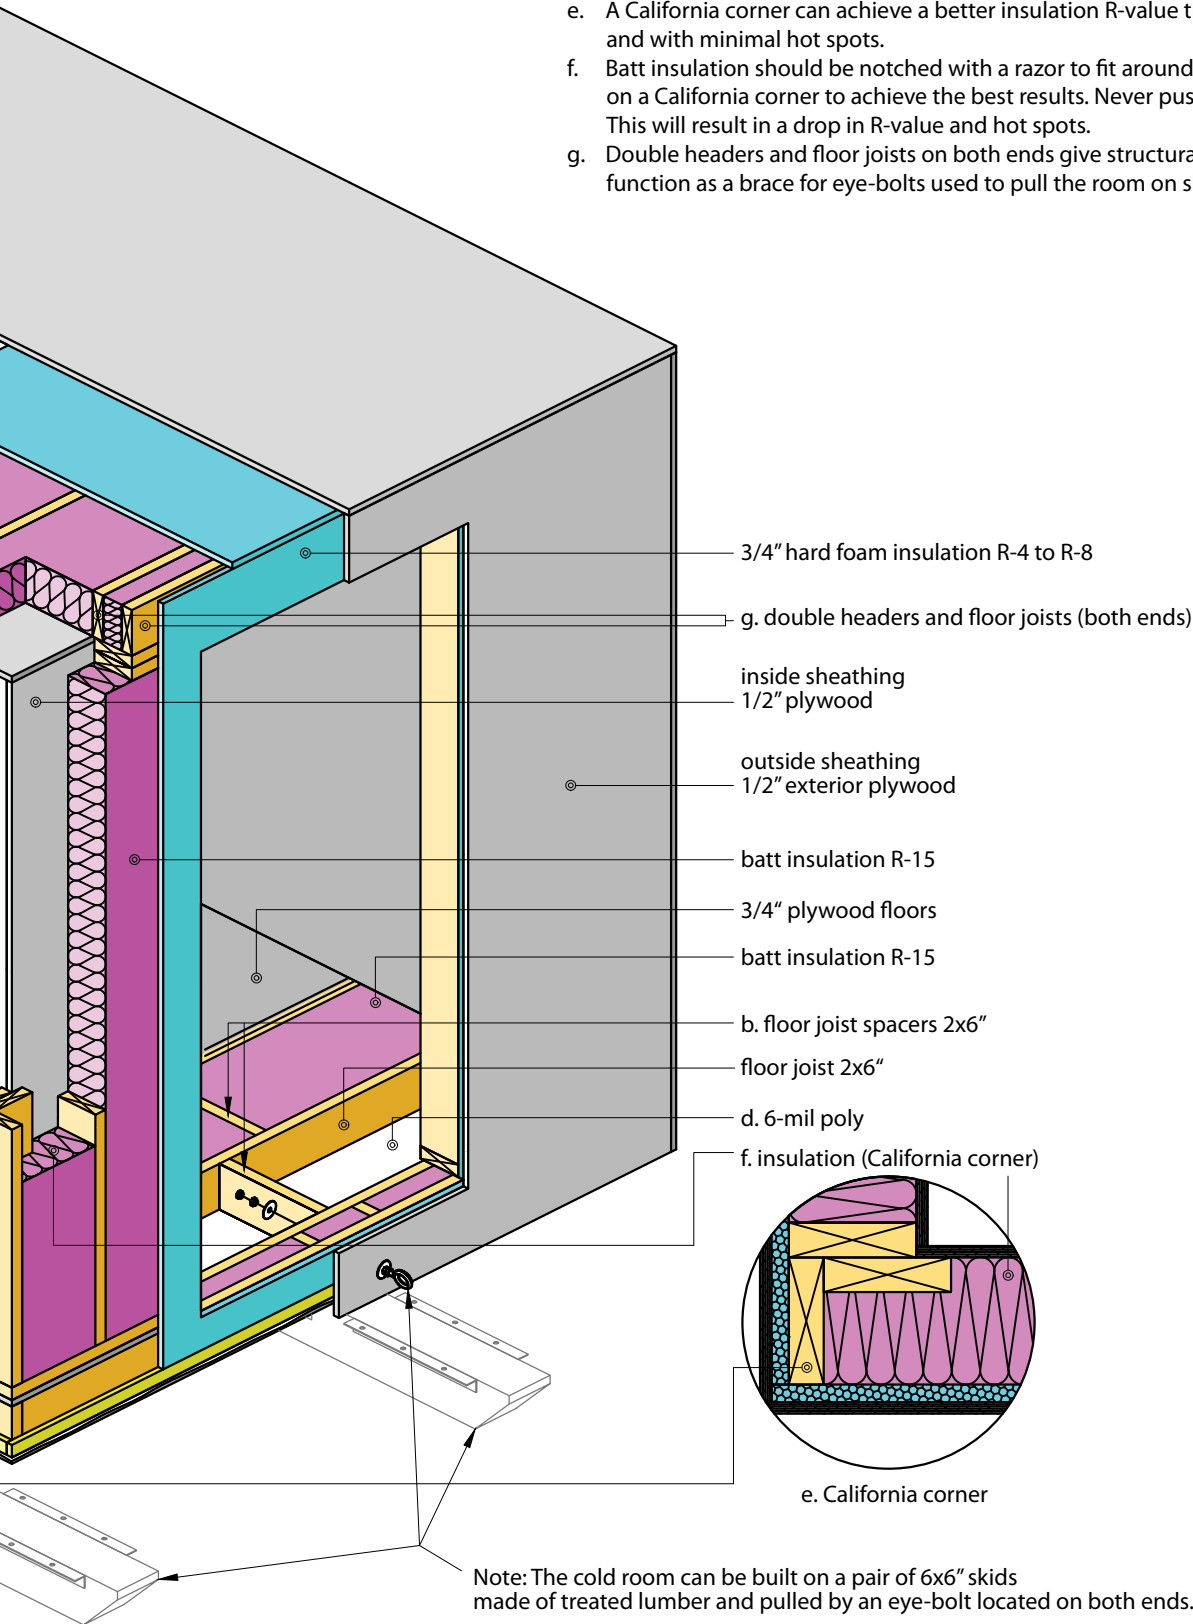 e. A California corner can achieve a better insulation R-value
and with minimal hot spots.
f. Batt insulation should be notched with a razor to fit around
on a California corner to achieve the best results. Never
This will result in a drop in R-value and hot spots.
g. Double headers and floor joists on both ends give
function as a brace for eye-bolts used to pull the room on
3/4” hard foam insulation R-4 to R-8
g. double headers and floor joists (both ends)
inside sheathing
1/2” plywood
outside sheathing
1/2” exterior plywood
batt insulation R-15
3/4“ plywood floors
batt insulation R-15
b. floor joist spacers 2x6”
floor joist 2x6“
d. 6-mil poly
f. insulation (California corner)
e. California corner
Note: The cold room can be built on a pair of 6x6” skids
made of treated lumber and pulled by an eye-bolt located on both ends.